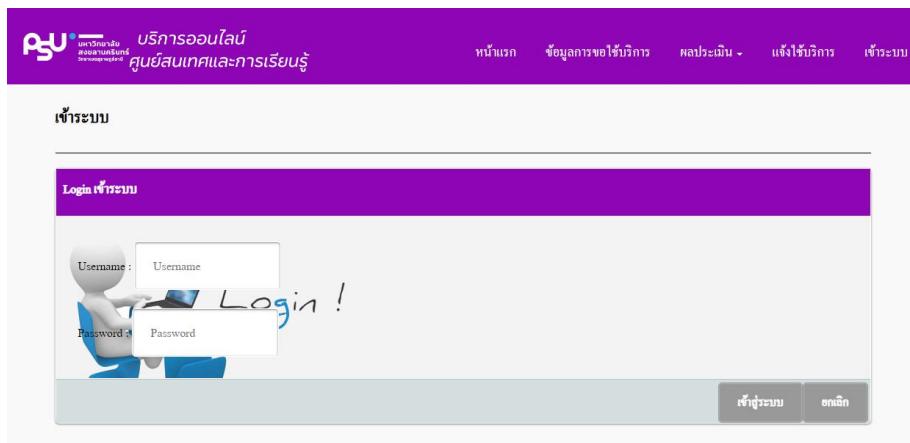 PSU มหาวิทยาลัย
สงขลานครินทร์
บริการออนไลน์
ศูนย์สนเทศและการเรียนรู้
หน้าแรก ข้อมูลการขอใช้บริการ ผลประเมิน แจ้งใช้บริการ เข้าระบบ
เข้าระบบ
Login เข้าระบบ
Username : Username
Login !
Password : Password
เข้าสู่ระบบ ยกเลิก